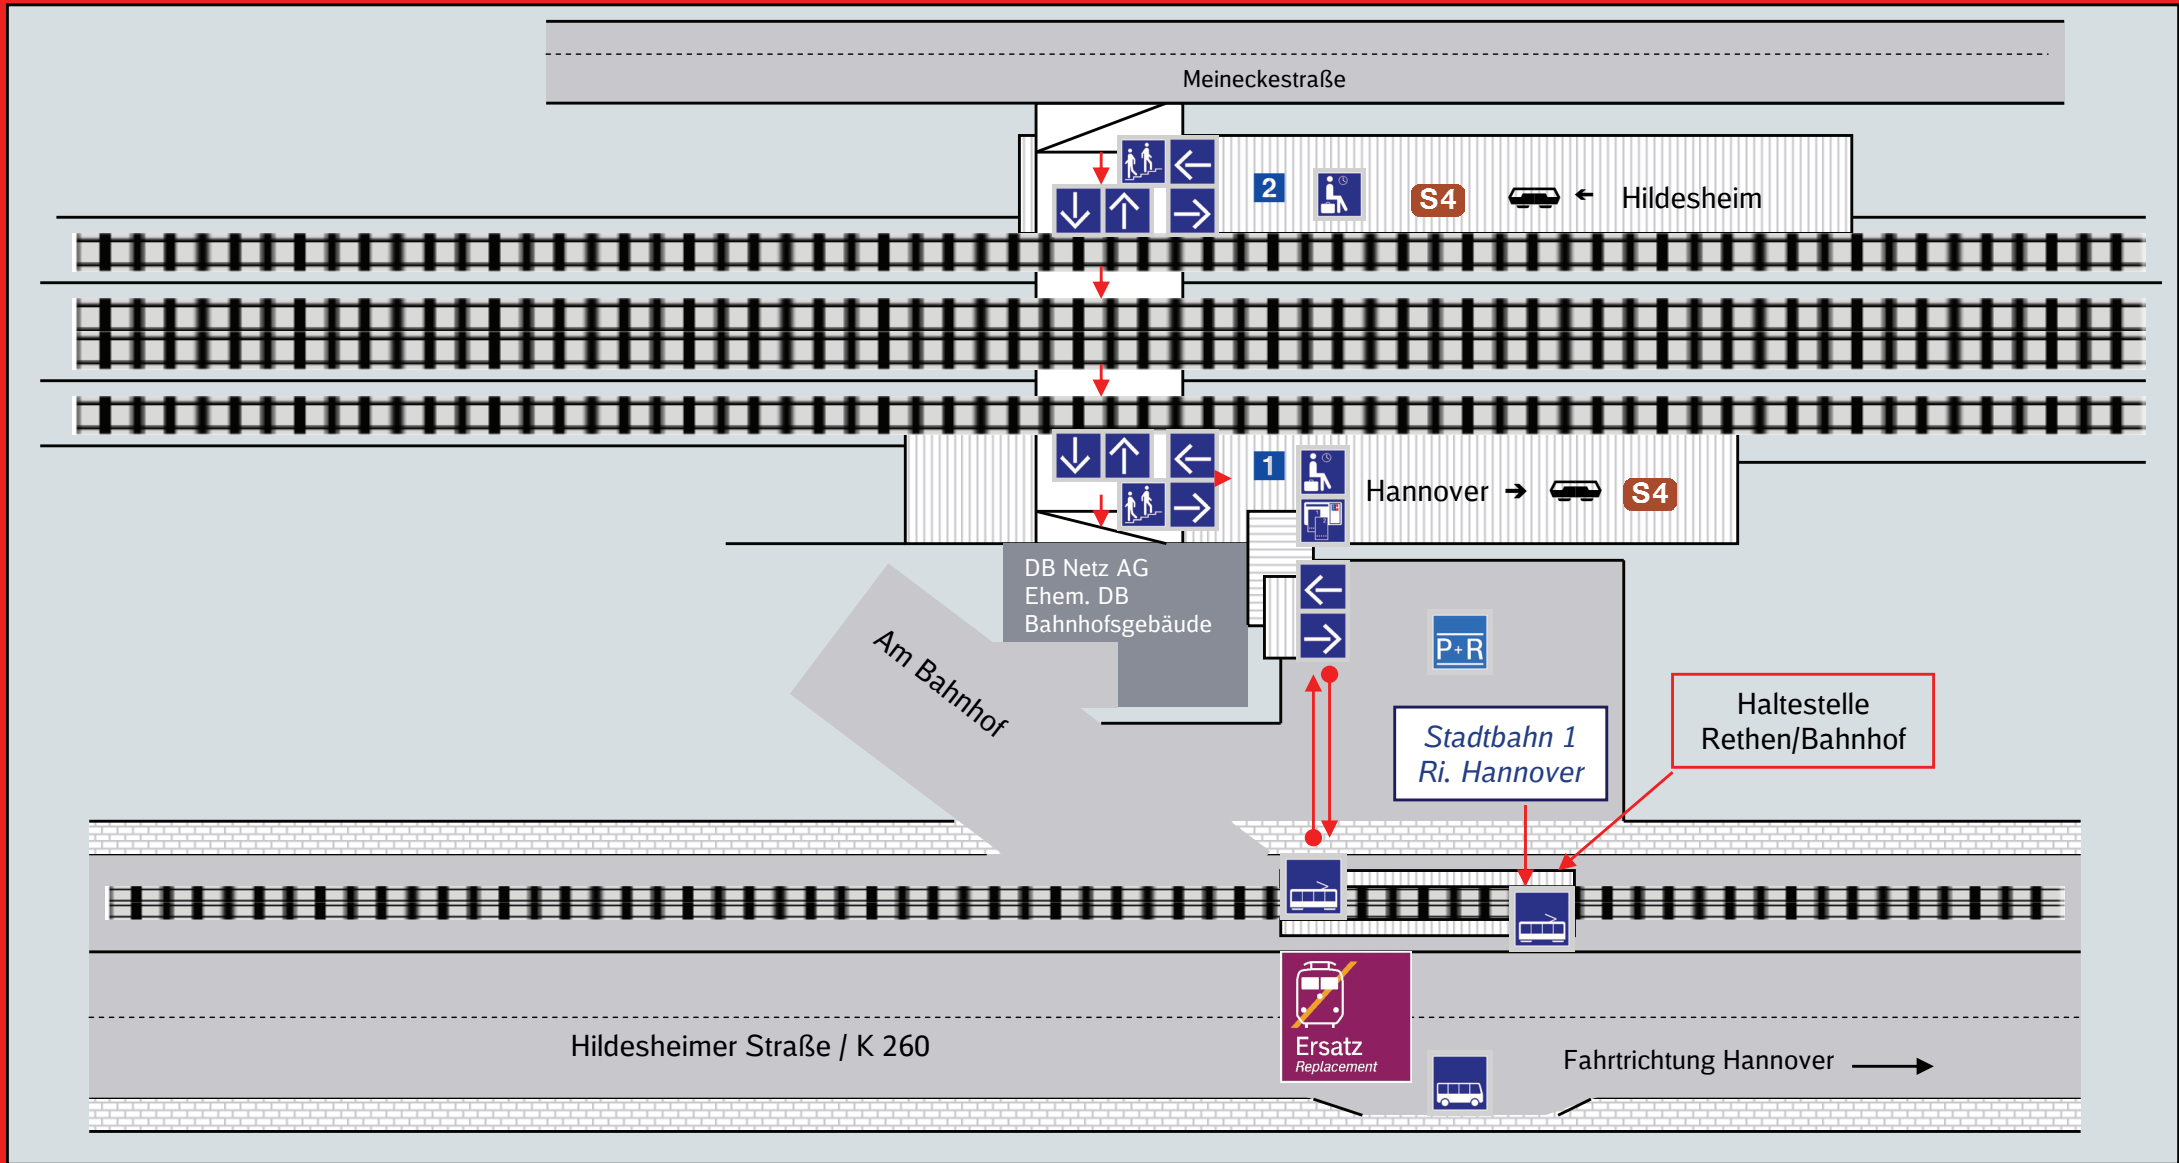 Meineckestraße
2
S4
Hildesheim
1
Hannover
S4
DB Netz AG
Ehem. DB
Bahnhofsgebäude
Am Bahnhof
P+R
Haltestelle
Rethen/Bahnhof
Stadtbahn 1
Ri. Hannover
Ersatz
Replacement
Hildesheimer Straße / K 260
Fahrtrichtung Hannover